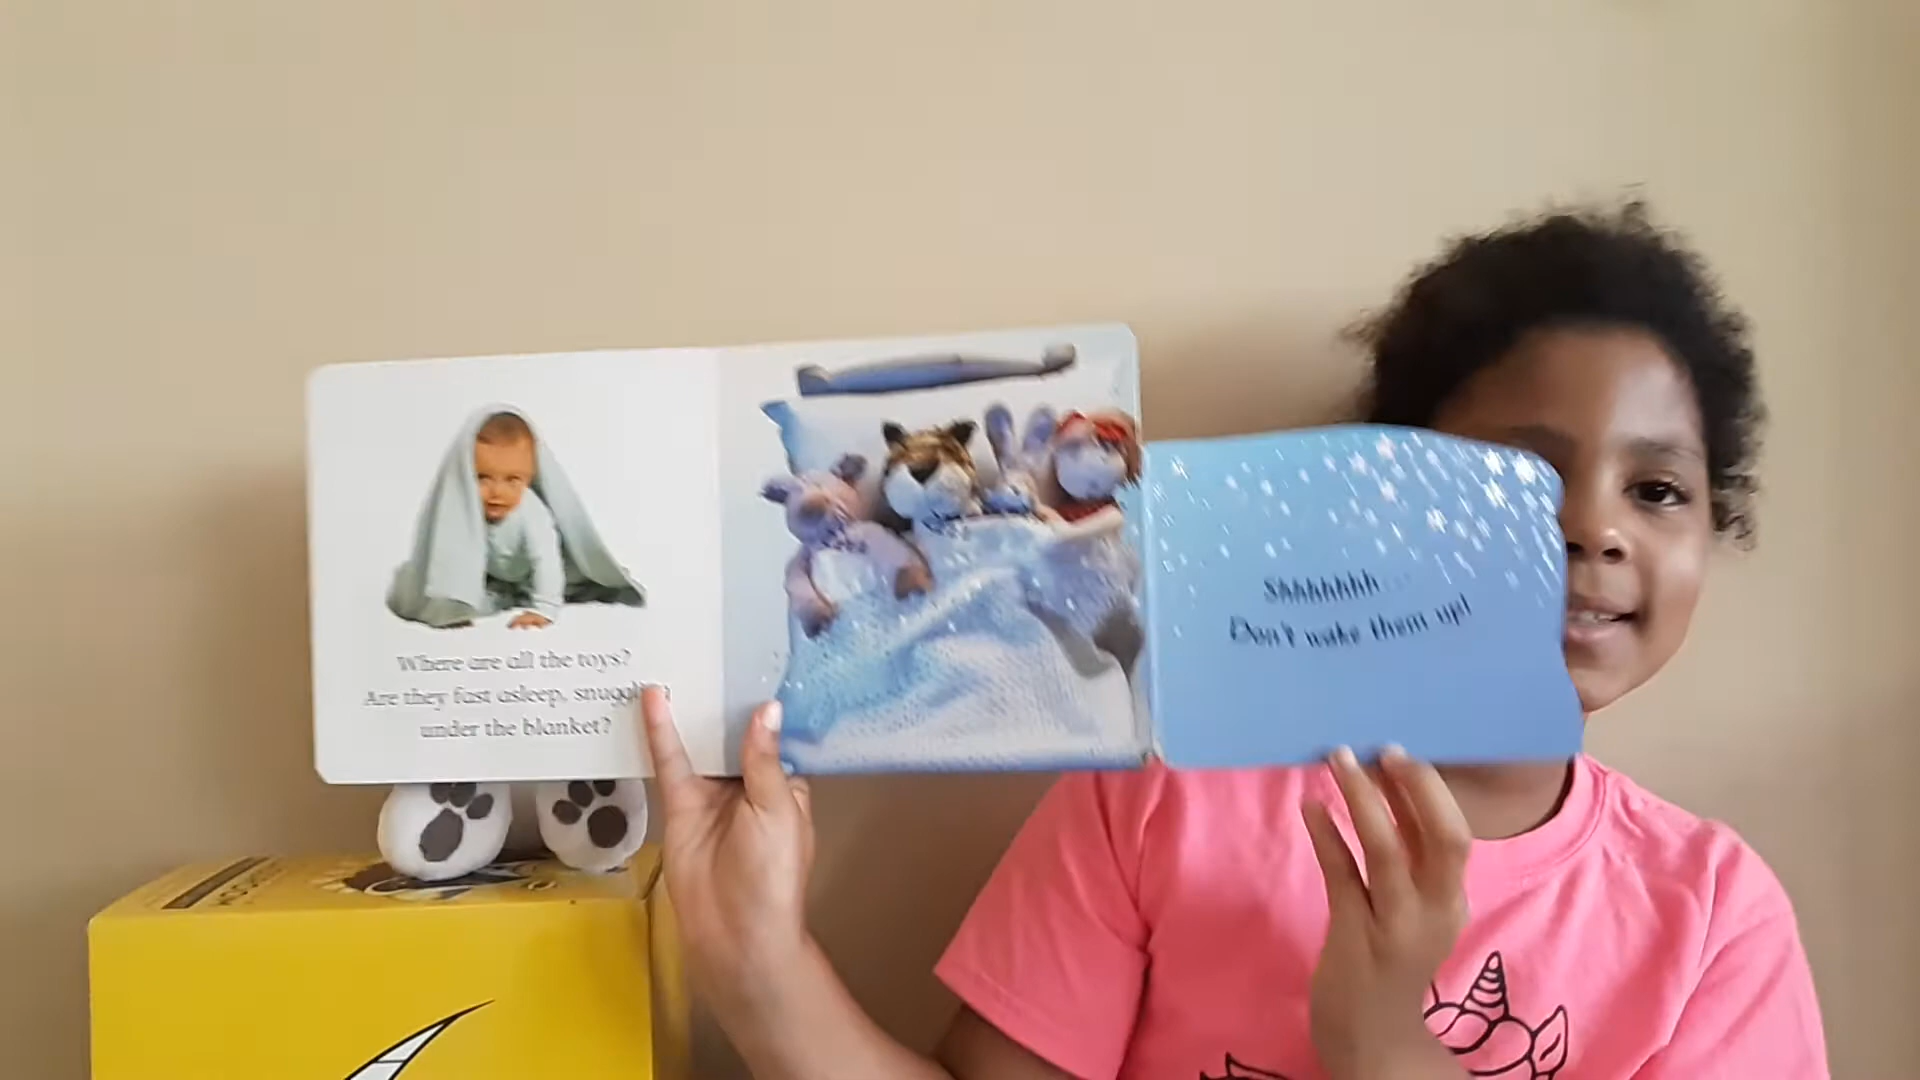 Where are all the toys?
Are they fast asleep, snuggling
under the blanket?
Shhhhhhh...
Don't wake them up!